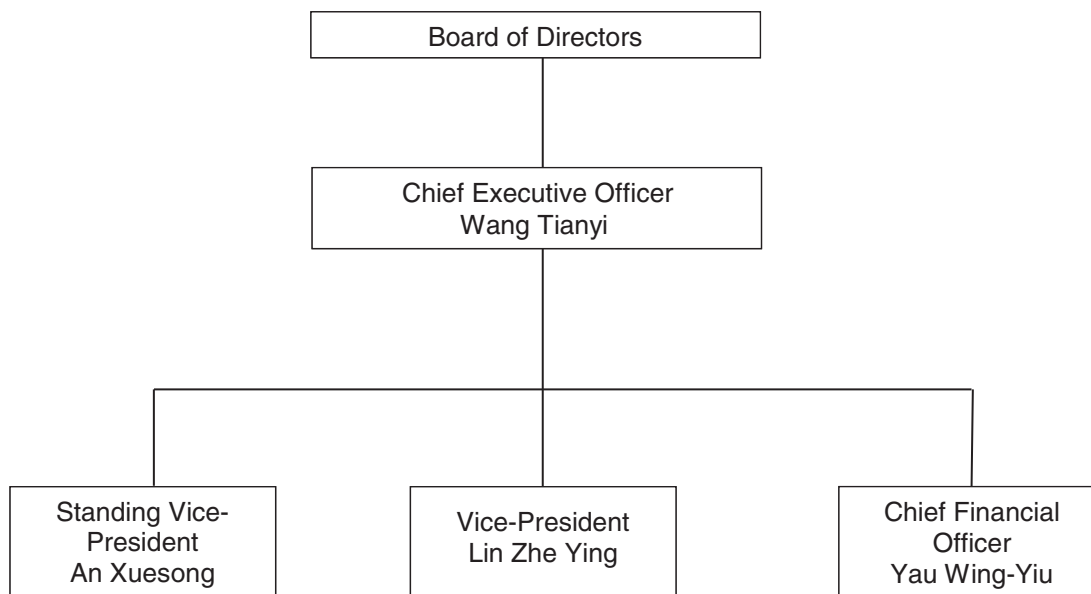 Board of Directors
Chief Executive Officer
Wang Tianyi
Standing Vice-
President
An Xuesong
Vice-President
Lin Zhe Ying
Chief Financial
Officer
Yau Wing-Yiu